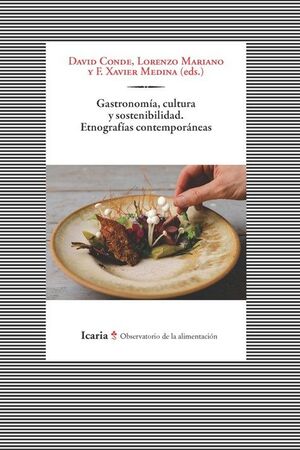 David Conde, Lorenzo Mariano
y F. Xavier Medina (eds.)
Gastronomía, cultura
y sostenibilidad.
Etnografías contemporáneas
Icaria Observatorio de la alimentación